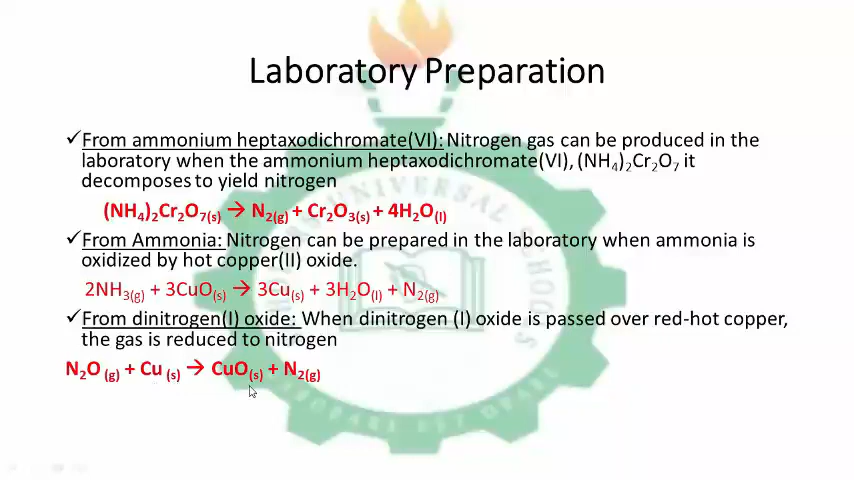 Laboratory Preparation
✓From ammonium heptaxodichromate(VI): Nitrogen gas can be produced in the
laboratory when the ammonium heptaxodichromate(VI), (NH₄)₂Cr₂O₇ it
decomposes to yield nitrogen
(NH₄)₂Cr₂O₇(s) → N₂(g) + Cr₂O₃(s) + 4H₂O(l)
✓From Ammonia: Nitrogen can be prepared in the laboratory when ammonia is
oxidized by hot copper(II) oxide.
2NH₃(g) + 3CuO(s) → 3Cu(s) + 3H₂O(l) + N₂(g)
✓From dinitrogen(I) oxide: When dinitrogen (I) oxide is passed over red-hot copper,
the gas is reduced to nitrogen
N₂O (g) + Cu (s) → CuO(s) + N₂(g)